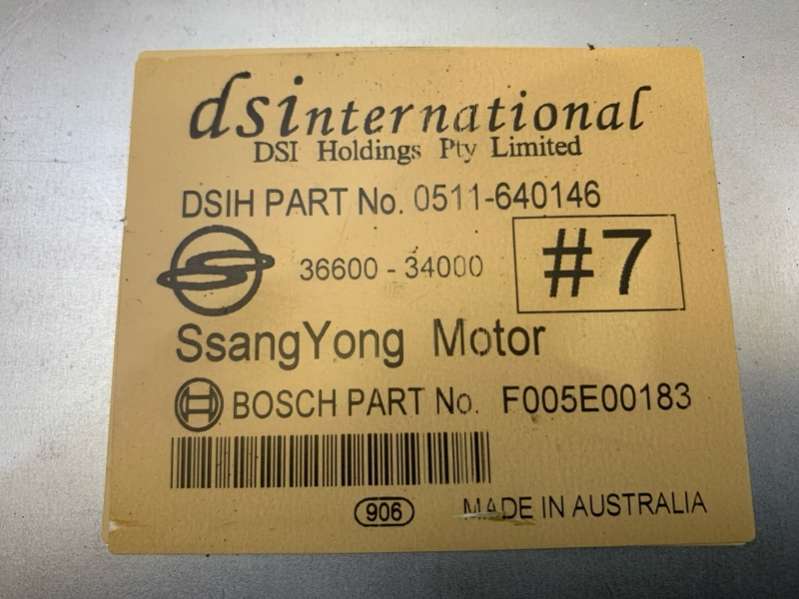 dsinternational
DSI Holdings Pty Limited
DSIH PART No. 0511-640146
36600 - 34000
#7
SsangYong Motor
BOSCH PART No. F005E00183
906
MADE IN AUSTRALIA